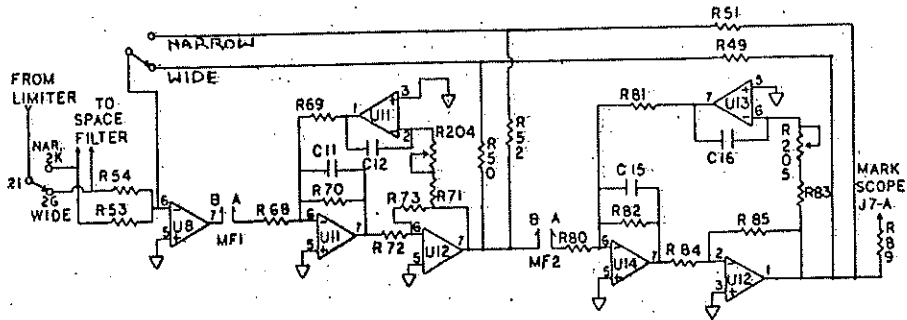 R51
NARROW
R49
WIDE
FROM
LIMITER
TO
SPACE
FILTER
NAR.
2K
21
2G
WIDE
R54
R53
6
5
U8
7
B
A
MF1
R68
R69
1
U11
3
2
C11
C12
R204
R70
R73
R71
6
5
U11
7
R72
6
5
U12
7
R50
R52
B
A
MF2
R80
R81
7
U13
5
6
C15
C16
R205
R82
R83
6
5
U14
7
R84
R85
2
3
U12
1
MARK
SCOPE
J7-A
R89